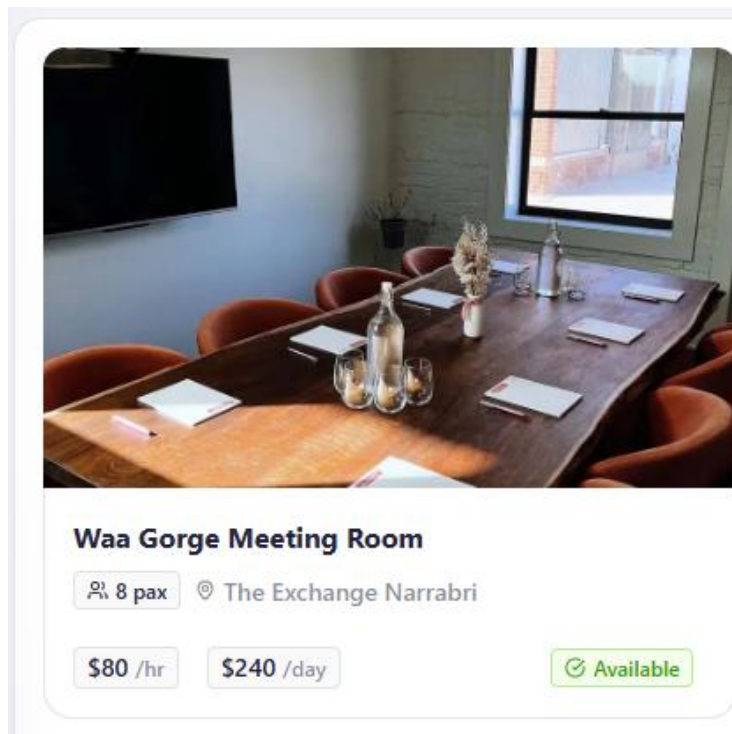 Waa Gorge Meeting Room
8 pax The Exchange Narrabri
$80 /hr $240 /day Available